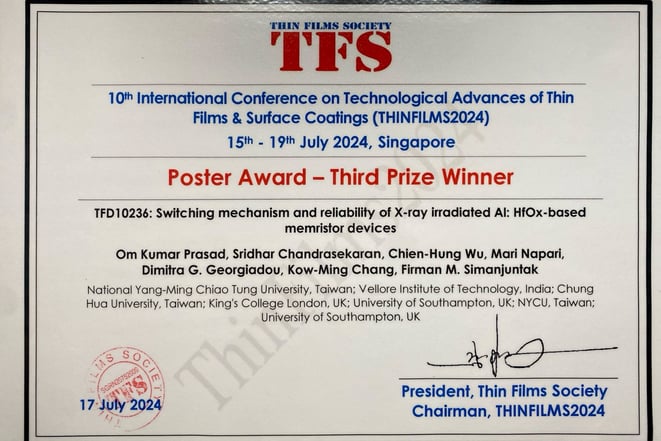 THIN FILMS SOCIETY
TFS
10th International Conference on Technological Advances of Thin
Films & Surface Coatings (THINFILMS2024)
15th - 19th July 2024, Singapore
Poster Award – Third Prize Winner
TFD10236: Switching mechanism and reliability of X-ray irradiated Al: HfOx-based
memristor devices
Om Kumar Prasad, Sridhar Chandrasekaran, Chien-Hung Wu, Mari Napari,
Dimitra G. Georgiadou, Kow-Ming Chang, Firman M. Simanjuntak
National Yang-Ming Chiao Tung University, Taiwan; Vellore Institute of Technology, India; Chung
Hua University, Taiwan; King's College London, UK; University of Southampton, UK; NYCU, Taiwan;
University of Southampton, UK
17 July 2024
President, Thin Films Society
Chairman, THINFILMS2024
ThinFilms2024
TFS